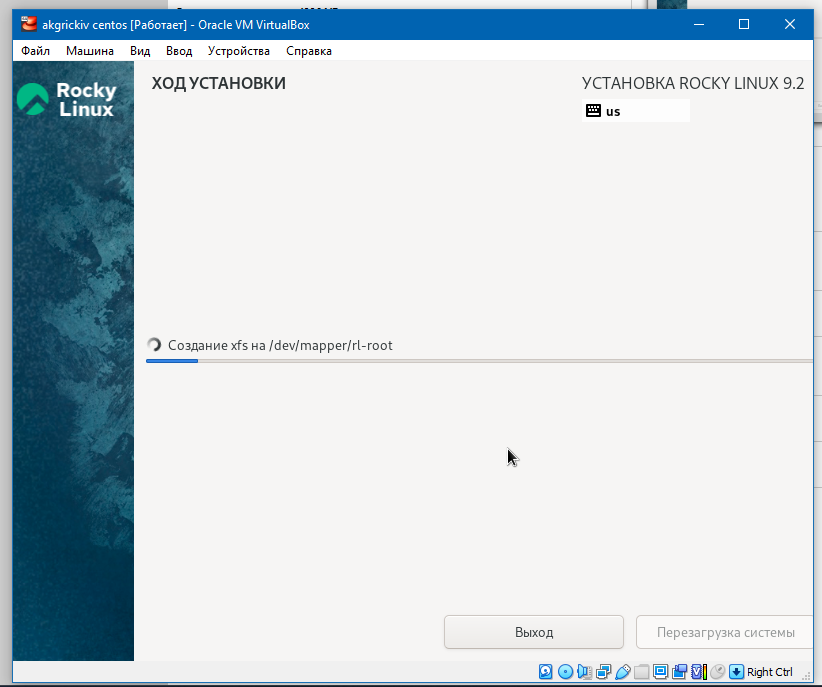 akgrickiv centos [Работает] - Oracle VM VirtualBox
Файл Машина Вид Ввод Устройства Справка
Rocky
Linux
ХОД УСТАНОВКИ
УСТАНОВКА ROCKY LINUX 9.2
us
Создание xfs на /dev/mapper/rl-root
Выход
Перезагрузка системы
Right Ctrl